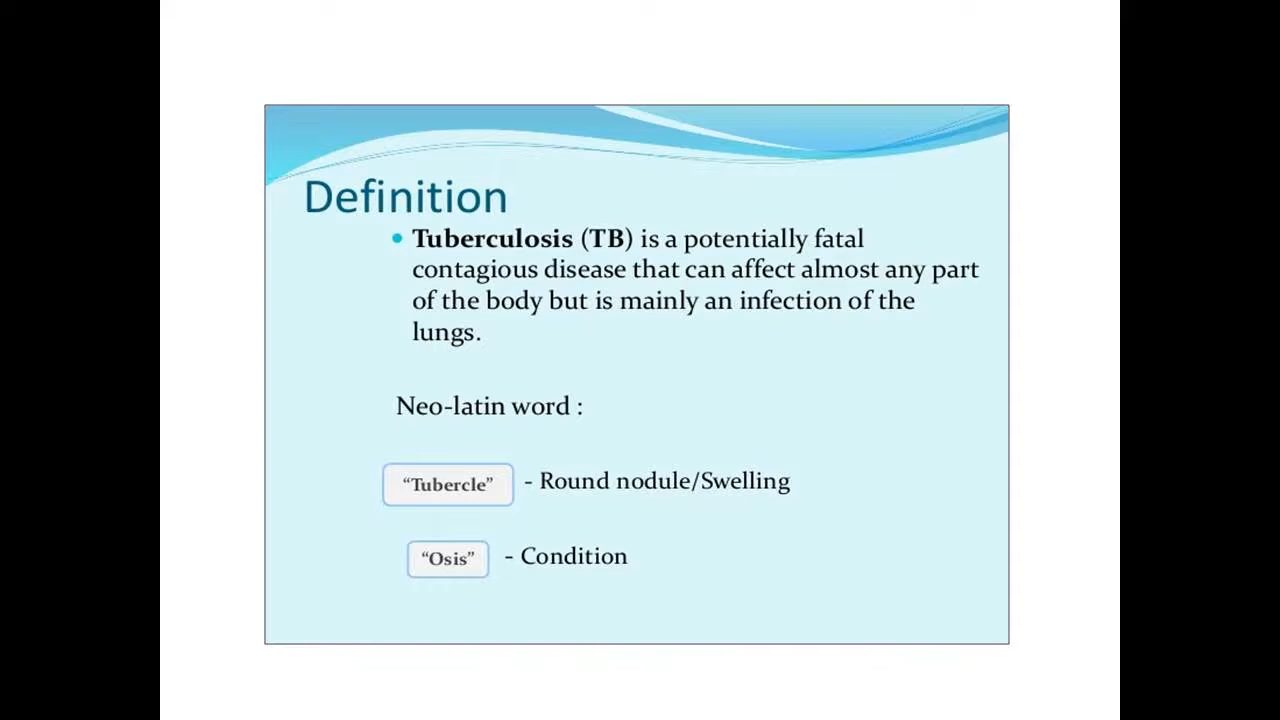 Definition
• Tuberculosis (TB) is a potentially fatal
contagious disease that can affect almost any part
of the body but is mainly an infection of the
lungs.
Neo-latin word :
“Tubercle” - Round nodule/Swelling
“Osis” - Condition